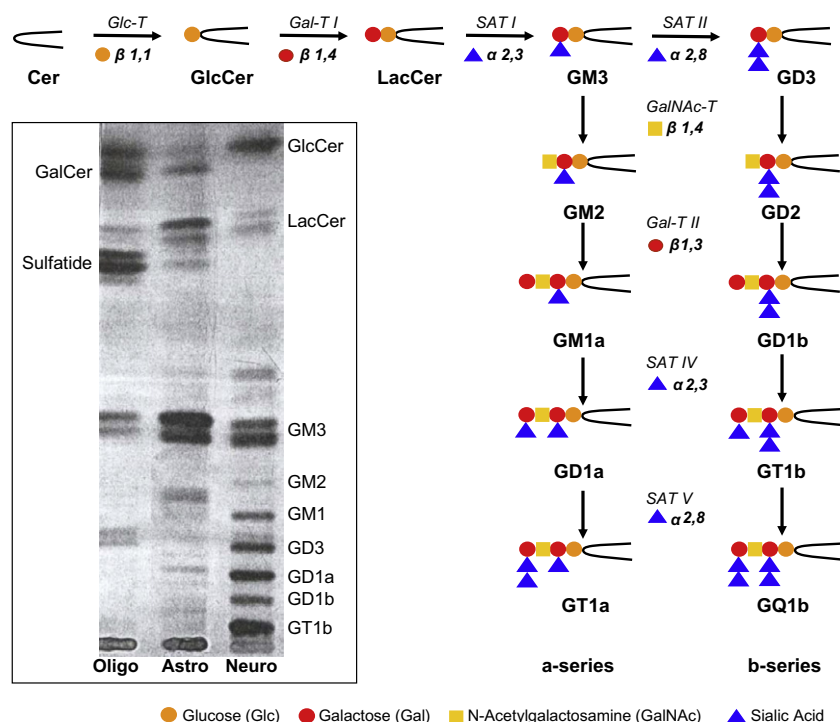 Glc-T Gal-T I SAT I SAT II
β 1,1 β 1,4 α 2,3 α 2,8
Cer GlcCer LacCer GM3 GD3
GalNAc-T
β 1,4
GlcCer
GalCer
GM2 GD2
LacCer
Gal-T II
β1,3
Sulfatide
GM1a GD1b
SAT IV
α 2,3
GM3
GD1a GT1b
GM2
SAT V
α 2,8
GM1
GD3
GD1a
GD1b
GT1a GQ1b
GT1b
Oligo Astro Neuro a-series b-series
Glucose (Glc) Galactose (Gal) N-Acetylgalactosamine (GalNAc) Sialic Acid